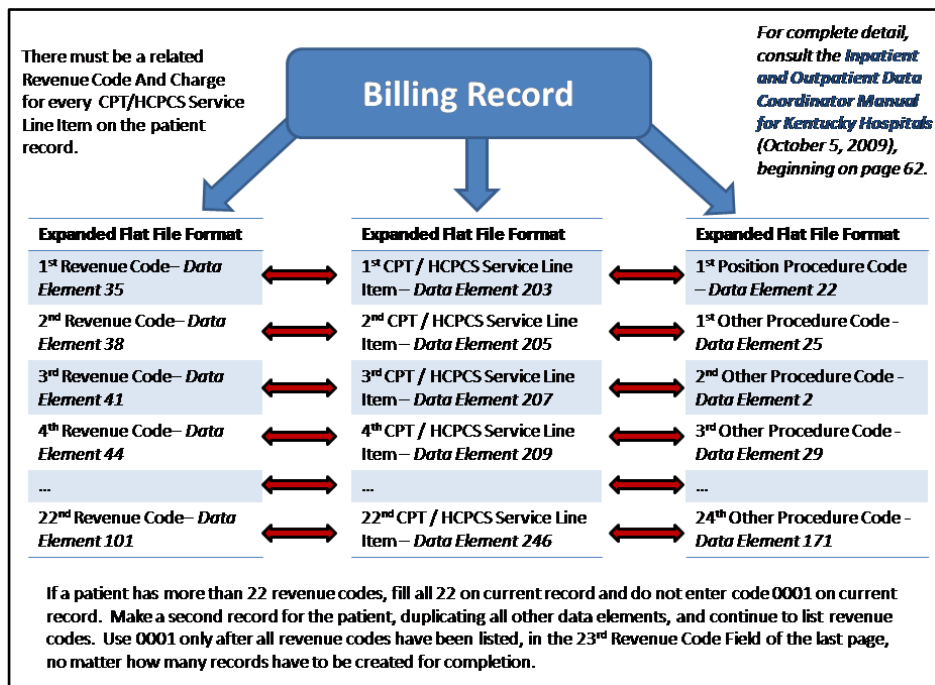 There must be a related
Revenue Code And Charge
for every CPT/HCPCS Service
Line Item on the patient
record.
Billing Record
For complete detail,
consult the Inpatient
and Outpatient Data
Coordinator Manual
for Kentucky Hospitals
(October 5, 2009),
beginning on page 62.
Expanded Flat File Format
1st Revenue Code– Data
Element 35
2nd Revenue Code– Data
Element 38
3rd Revenue Code– Data
Element 41
4th Revenue Code– Data
Element 44
...
22nd Revenue Code– Data
Element 101
Expanded Flat File Format
1st CPT / HCPCS Service Line
Item– Data Element 203
2nd CPT / HCPCS Service Line
Item– Data Element 205
3rd CPT / HCPCS Service Line
Item– Data Element 207
4th CPT / HCPCS Service Line
Item– Data Element 209
...
22nd CPT / HCPCS Service Line
Item– Data Element 246
Expanded Flat File Format
1st Position Procedure Code
– Data Element 22
1st Other Procedure Code -
Data Element 25
2nd Other Procedure Code -
Data Element 2
3rd Other Procedure Code -
Data Element 29
...
24th Other Procedure Code -
Data Element 171
If a patient has more than 22 revenue codes, fill all 22 on current record and do not enter code 0001 on current
record. Make a second record for the patient, duplicating all other data elements, and continue to list revenue
codes. Use 0001 only after all revenue codes have been listed, in the 23rd Revenue Code Field of the last page,
no matter how many records have to be created for completion.